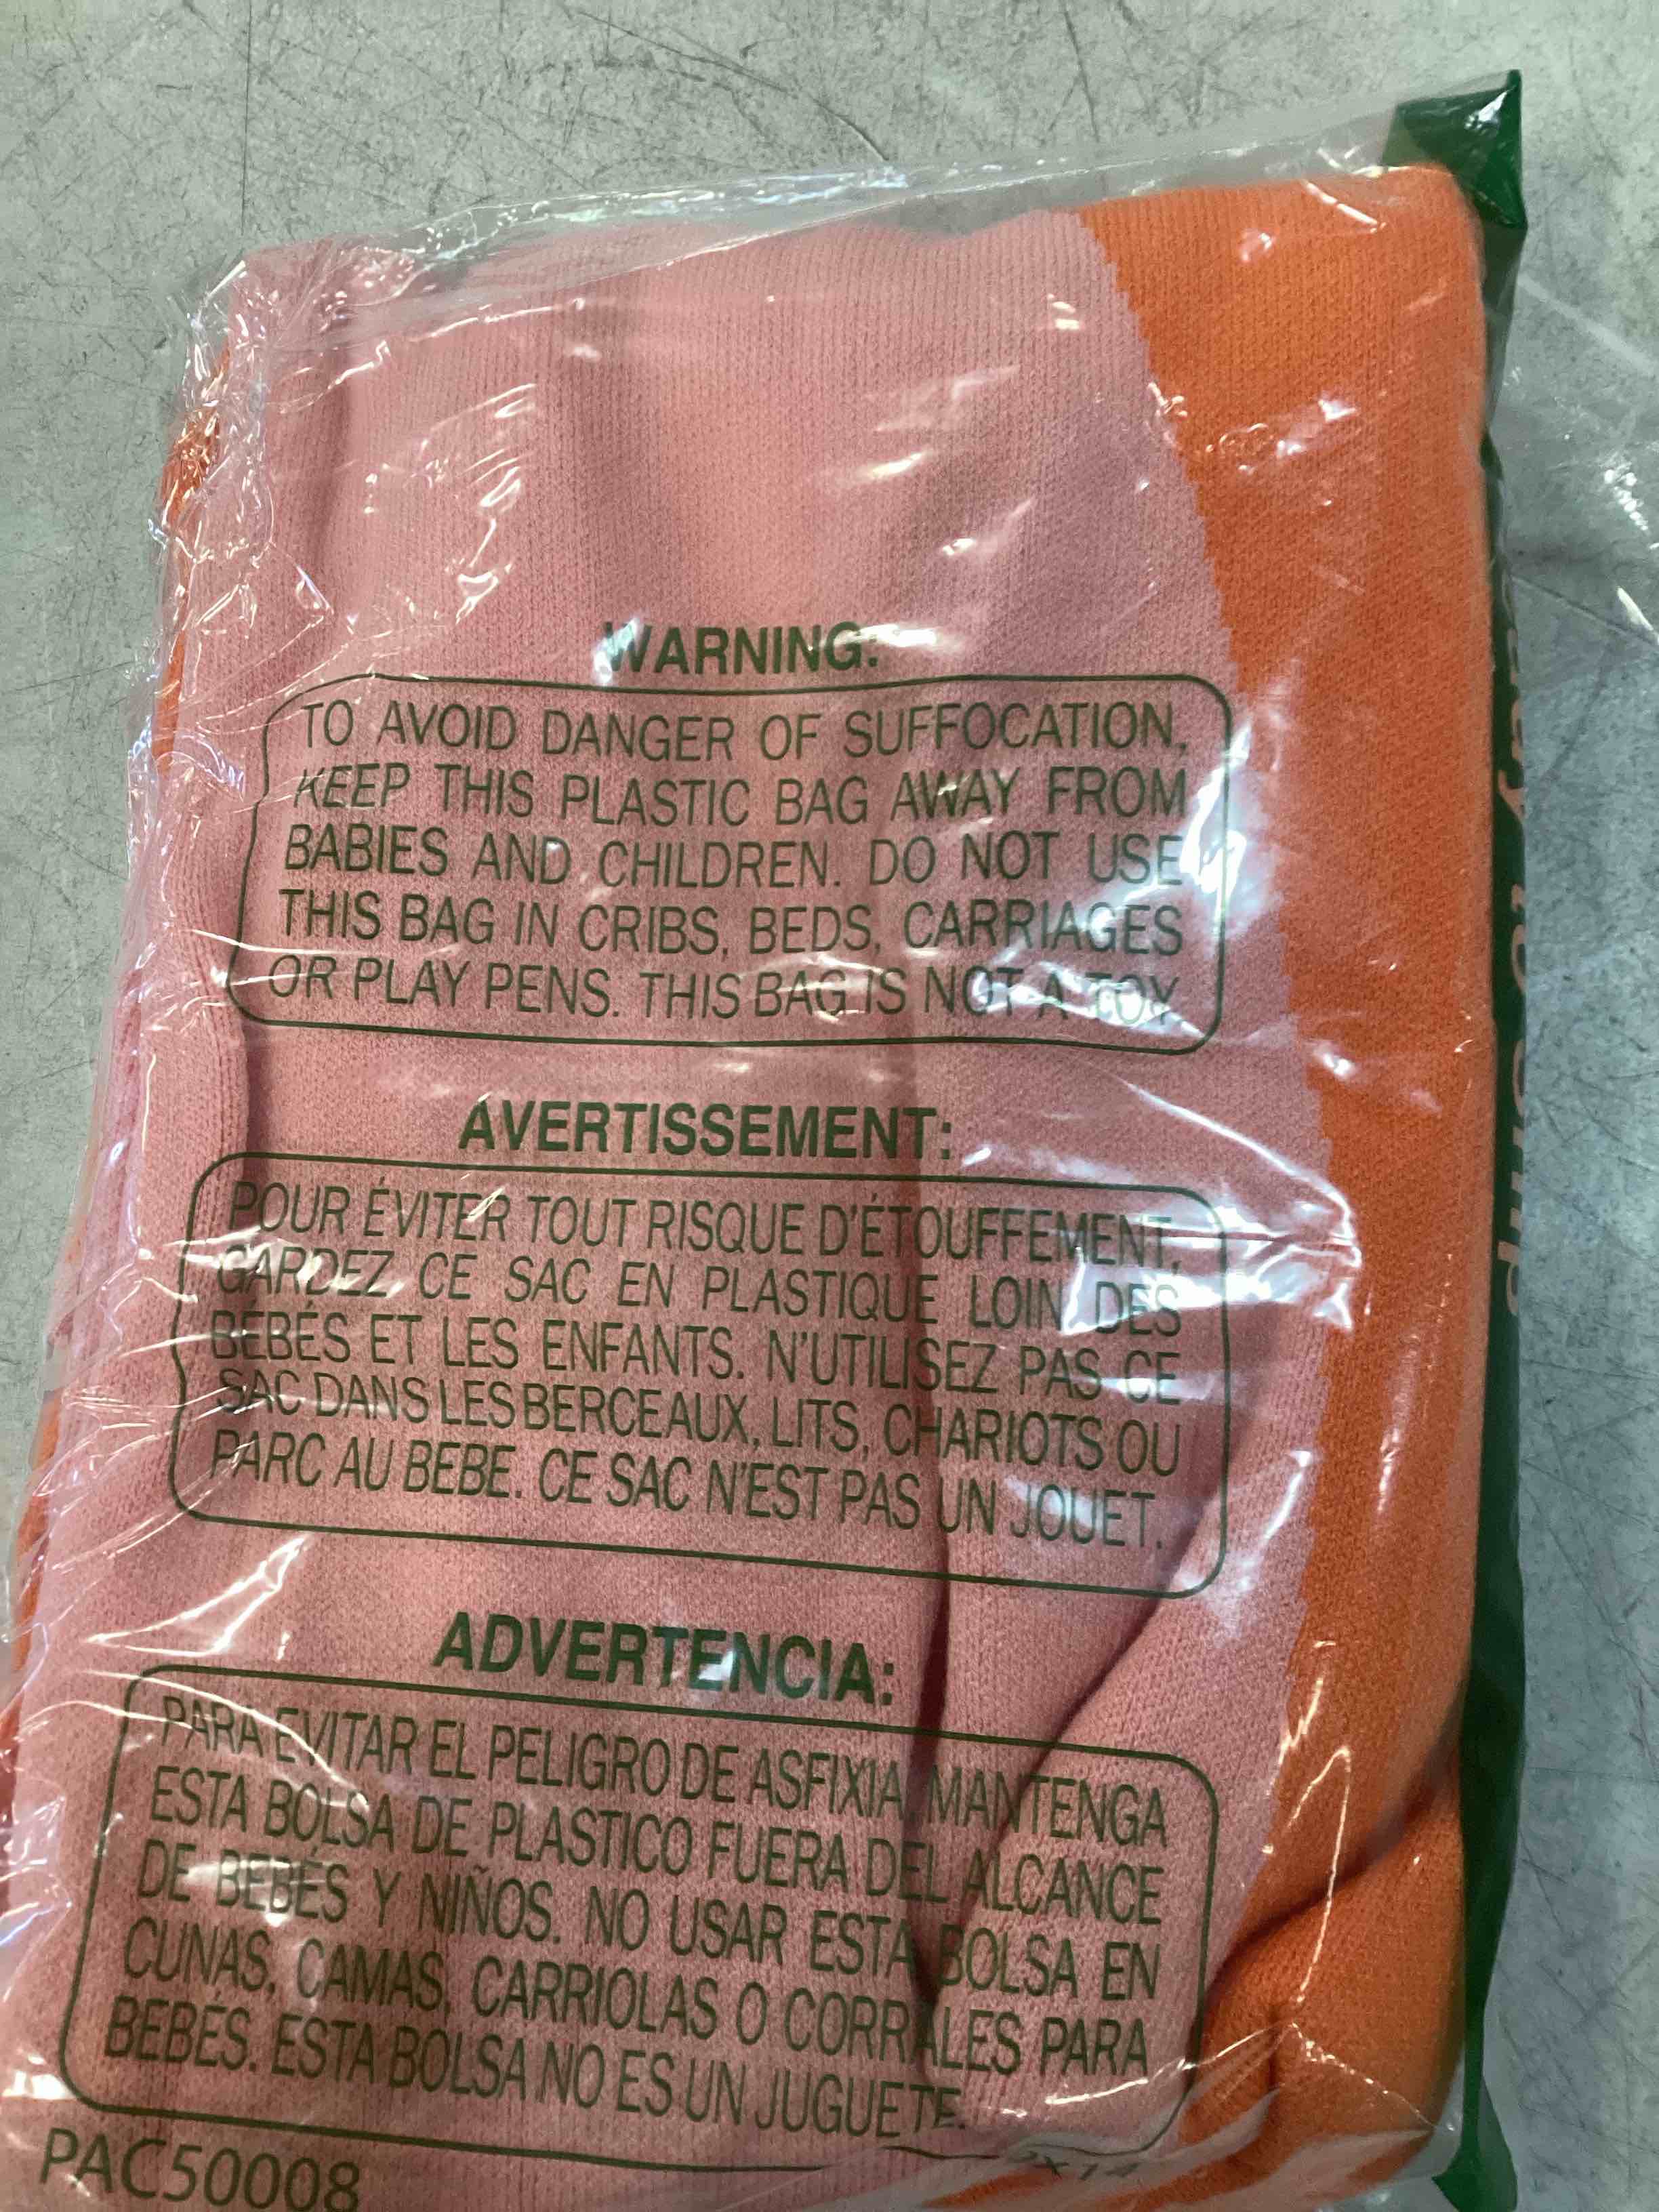 WARNING:
TO AVOID DANGER OF SUFFOCATION,
KEEP THIS PLASTIC BAG AWAY FROM
BABIES AND CHILDREN. DO NOT USE
THIS BAG IN CRIBS, BEDS, CARRIAGES
OR PLAY PENS. THIS BAG IS NOT A TOY
AVERTISSEMENT:
POUR ÉVITER TOUT RISQUE D'ÉTOUFFEMENT,
GARDEZ CE SAC EN PLASTIQUE LOIN DES
BÉBÉS ET LES ENFANTS. N'UTILISEZ PAS CE
SAC DANS LES BERCEAUX, LITS, CHARIOTS OU
PARC AU BEBE. CE SAC N'EST PAS UN JOUET.
ADVERTENCIA:
PARA EVITAR EL PELIGRO DE ASFIXIA, MANTENGA
ESTA BOLSA DE PLASTICO FUERA DEL ALCANCE
DE BEBÉS Y NIÑOS. NO USAR ESTA BOLSA EN
CUNAS, CAMAS, CARRIOLAS O CORRALES PARA
BEBÉS. ESTA BOLSA NO ES UN JUGUETE.
PAC50008